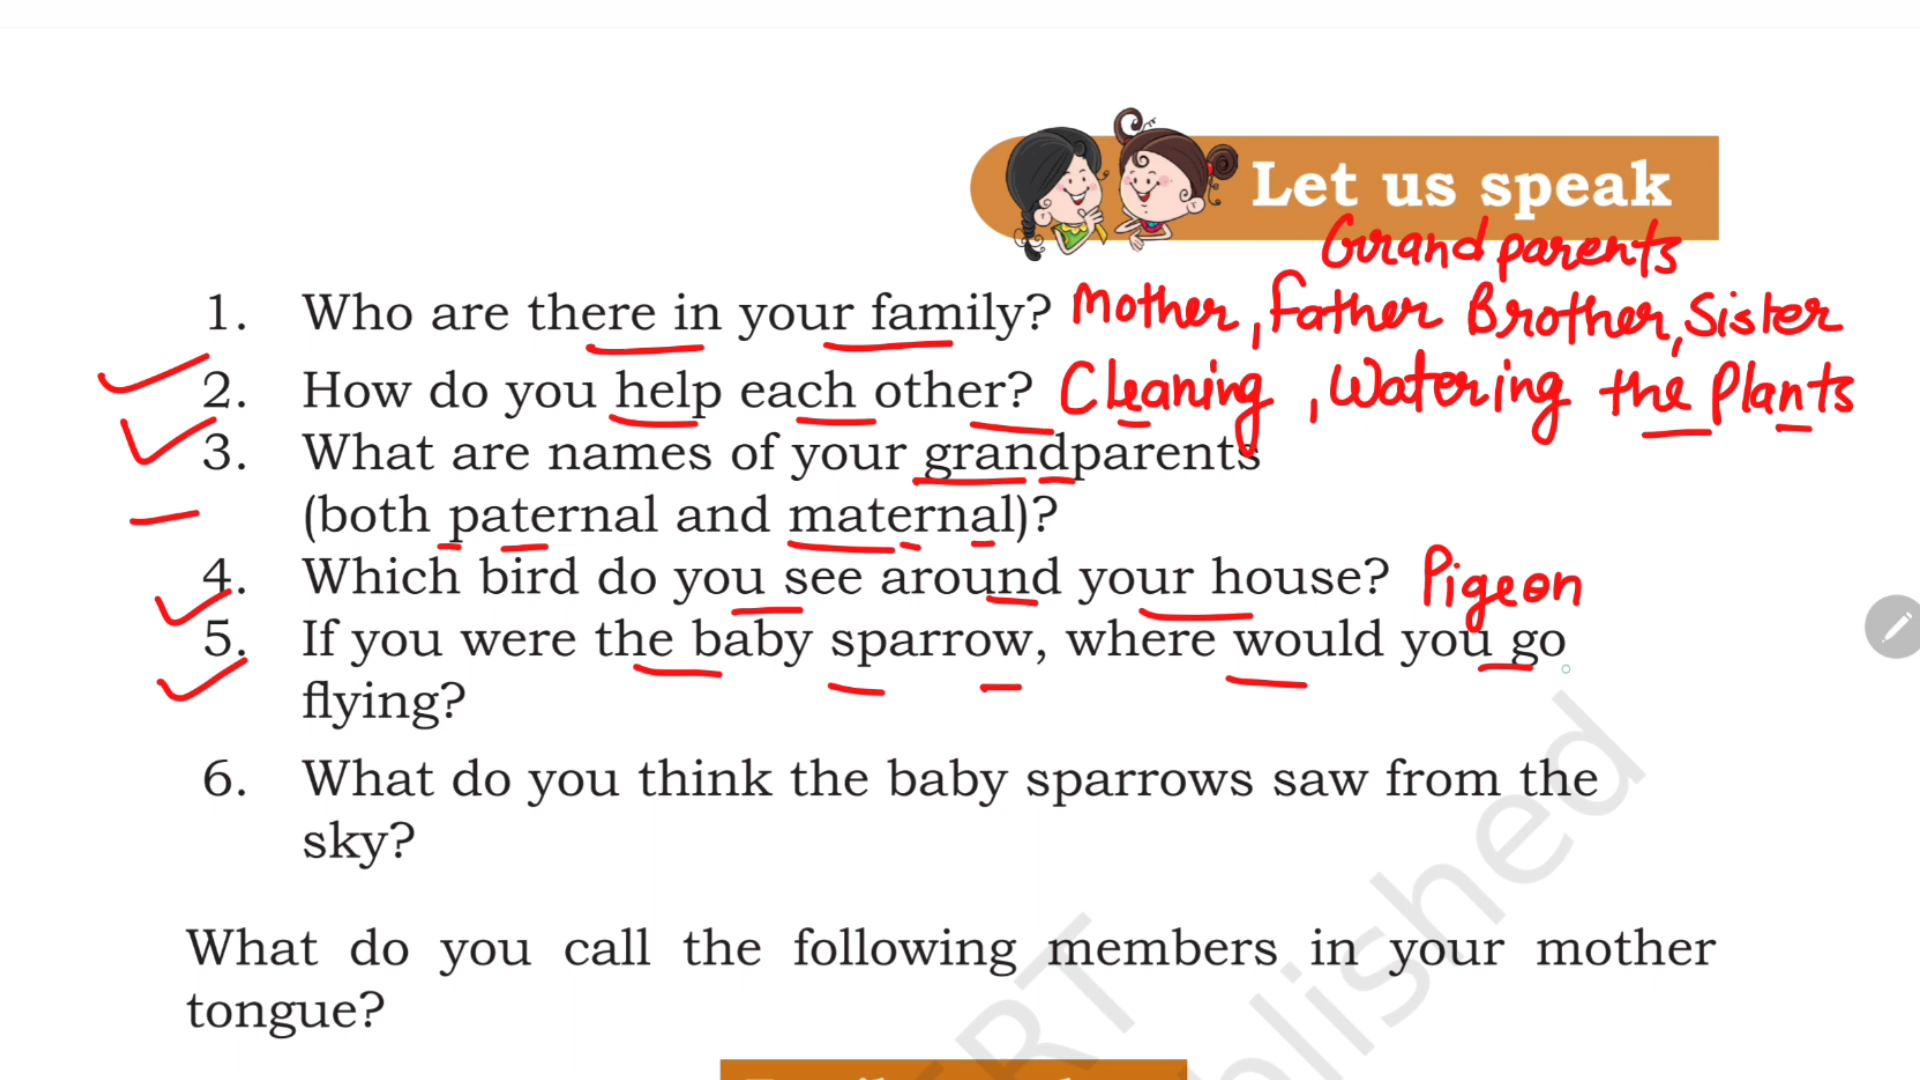 Let us speak
Grandparents
1. Who are there in your family? Mother, Father Brother, Sister
2. How do you help each other? Cleaning, Watering the Plants
3. What are names of your grandparents
(both paternal and maternal)?
4. Which bird do you see around your house? Pigeon
5. If you were the baby sparrow, where would you go
flying?
6. What do you think the baby sparrows saw from the
sky?
What do you call the following members in your mother
tongue?